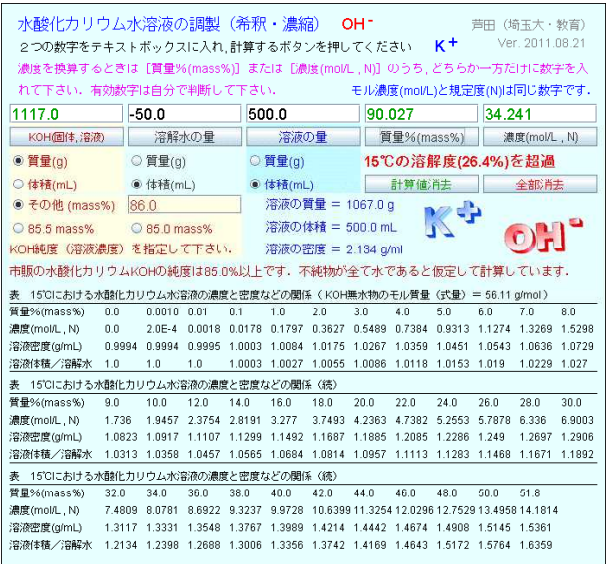 水酸化カリウム水溶液の調製（希釈・濃縮） OH - 芦田（埼玉大・教育）
２つの数字をテキストボックスに入れ,計算するボタンを押してください K+ Ver. 2011.08.21
濃度を換算するときは［質量%(mass%)］または［濃度(mol/L , N)］のうち,どちらか一方だけに数字を入
れて下さい．有効数字は自分で判断して下さい． モル濃度(mol/L)と規定度(N)は同じ数字です．
1117.0 -50.0 500.0 90.027 34.241
KOH(固体,溶液) 溶解水の量 溶液の量 質量%(mass%) 濃度(mol/L , N)
質量(g) 質量(g) 質量(g) 15℃の溶解度(26.4%)を超過
体積(mL) 体積(mL) 体積(mL) 計算値消去 全部消去
その他 (mass%) 86.0 溶液の質量 ＝ 1067.0 g
85.5 mass% 85.0 mass% 溶液の体積 ＝ 500.0 mL K+ OH-
KOH純度（溶液濃度）を指定して下さい． 溶液の密度 ＝ 2.134 g/ml
市販の水酸化カリウムKOHの純度は85.0%以上です．不純物が全て水であると仮定して計算しています．
表 15℃における水酸化カリウム水溶液の濃度と密度などの関係（KOH無水物のモル質量（式量）＝ 56.11 g/mol）
質量%(mass%) 0.0 0.0010 0.01 0.1 1.0 2.0 3.0 4.0 5.0 6.0 7.0 8.0
濃度(mol/L , N) 0.0 2.0E-4 0.0018 0.0178 0.1797 0.3627 0.5489 0.7384 0.9313 1.1274 1.3269 1.5298
溶液密度(g/mL) 0.9994 0.9994 0.9995 1.0003 1.0084 1.0175 1.0267 1.0359 1.0451 1.0543 1.0636 1.0729
溶液体積／溶解水 1.0 1.0 1.0 1.0003 1.0027 1.0055 1.0086 1.0118 1.0153 1.019 1.0229 1.027
表 15℃における水酸化カリウム水溶液の濃度と密度などの関係（続）
質量%(mass%) 9.0 10.0 12.0 14.0 16.0 18.0 20.0 22.0 24.0 26.0 28.0 30.0
濃度(mol/L , N) 1.736 1.9457 2.3754 2.8191 3.277 3.7493 4.2363 4.7382 5.2553 5.7878 6.336 6.9003
溶液密度(g/mL) 1.0823 1.0917 1.1107 1.1299 1.1492 1.1687 1.1885 1.2085 1.2286 1.249 1.2697 1.2906
溶液体積／溶解水 1.0313 1.0358 1.0457 1.0565 1.0684 1.0814 1.0957 1.1113 1.1283 1.1468 1.1671 1.1892
表 15℃における水酸化カリウム水溶液の濃度と密度などの関係（続）
質量%(mass%) 32.0 34.0 36.0 38.0 40.0 42.0 44.0 46.0 48.0 50.0 51.8
濃度(mol/L , N) 7.4809 8.0781 8.6922 9.3237 9.9728 10.6399 11.3254 12.0296 12.7529 13.4958 14.1814
溶液密度(g/mL) 1.3117 1.3331 1.3548 1.3767 1.3989 1.4214 1.4442 1.4674 1.4908 1.5145 1.5361
溶液体積／溶解水 1.2134 1.2398 1.2688 1.3006 1.3356 1.3742 1.4169 1.4643 1.5172 1.5764 1.6359